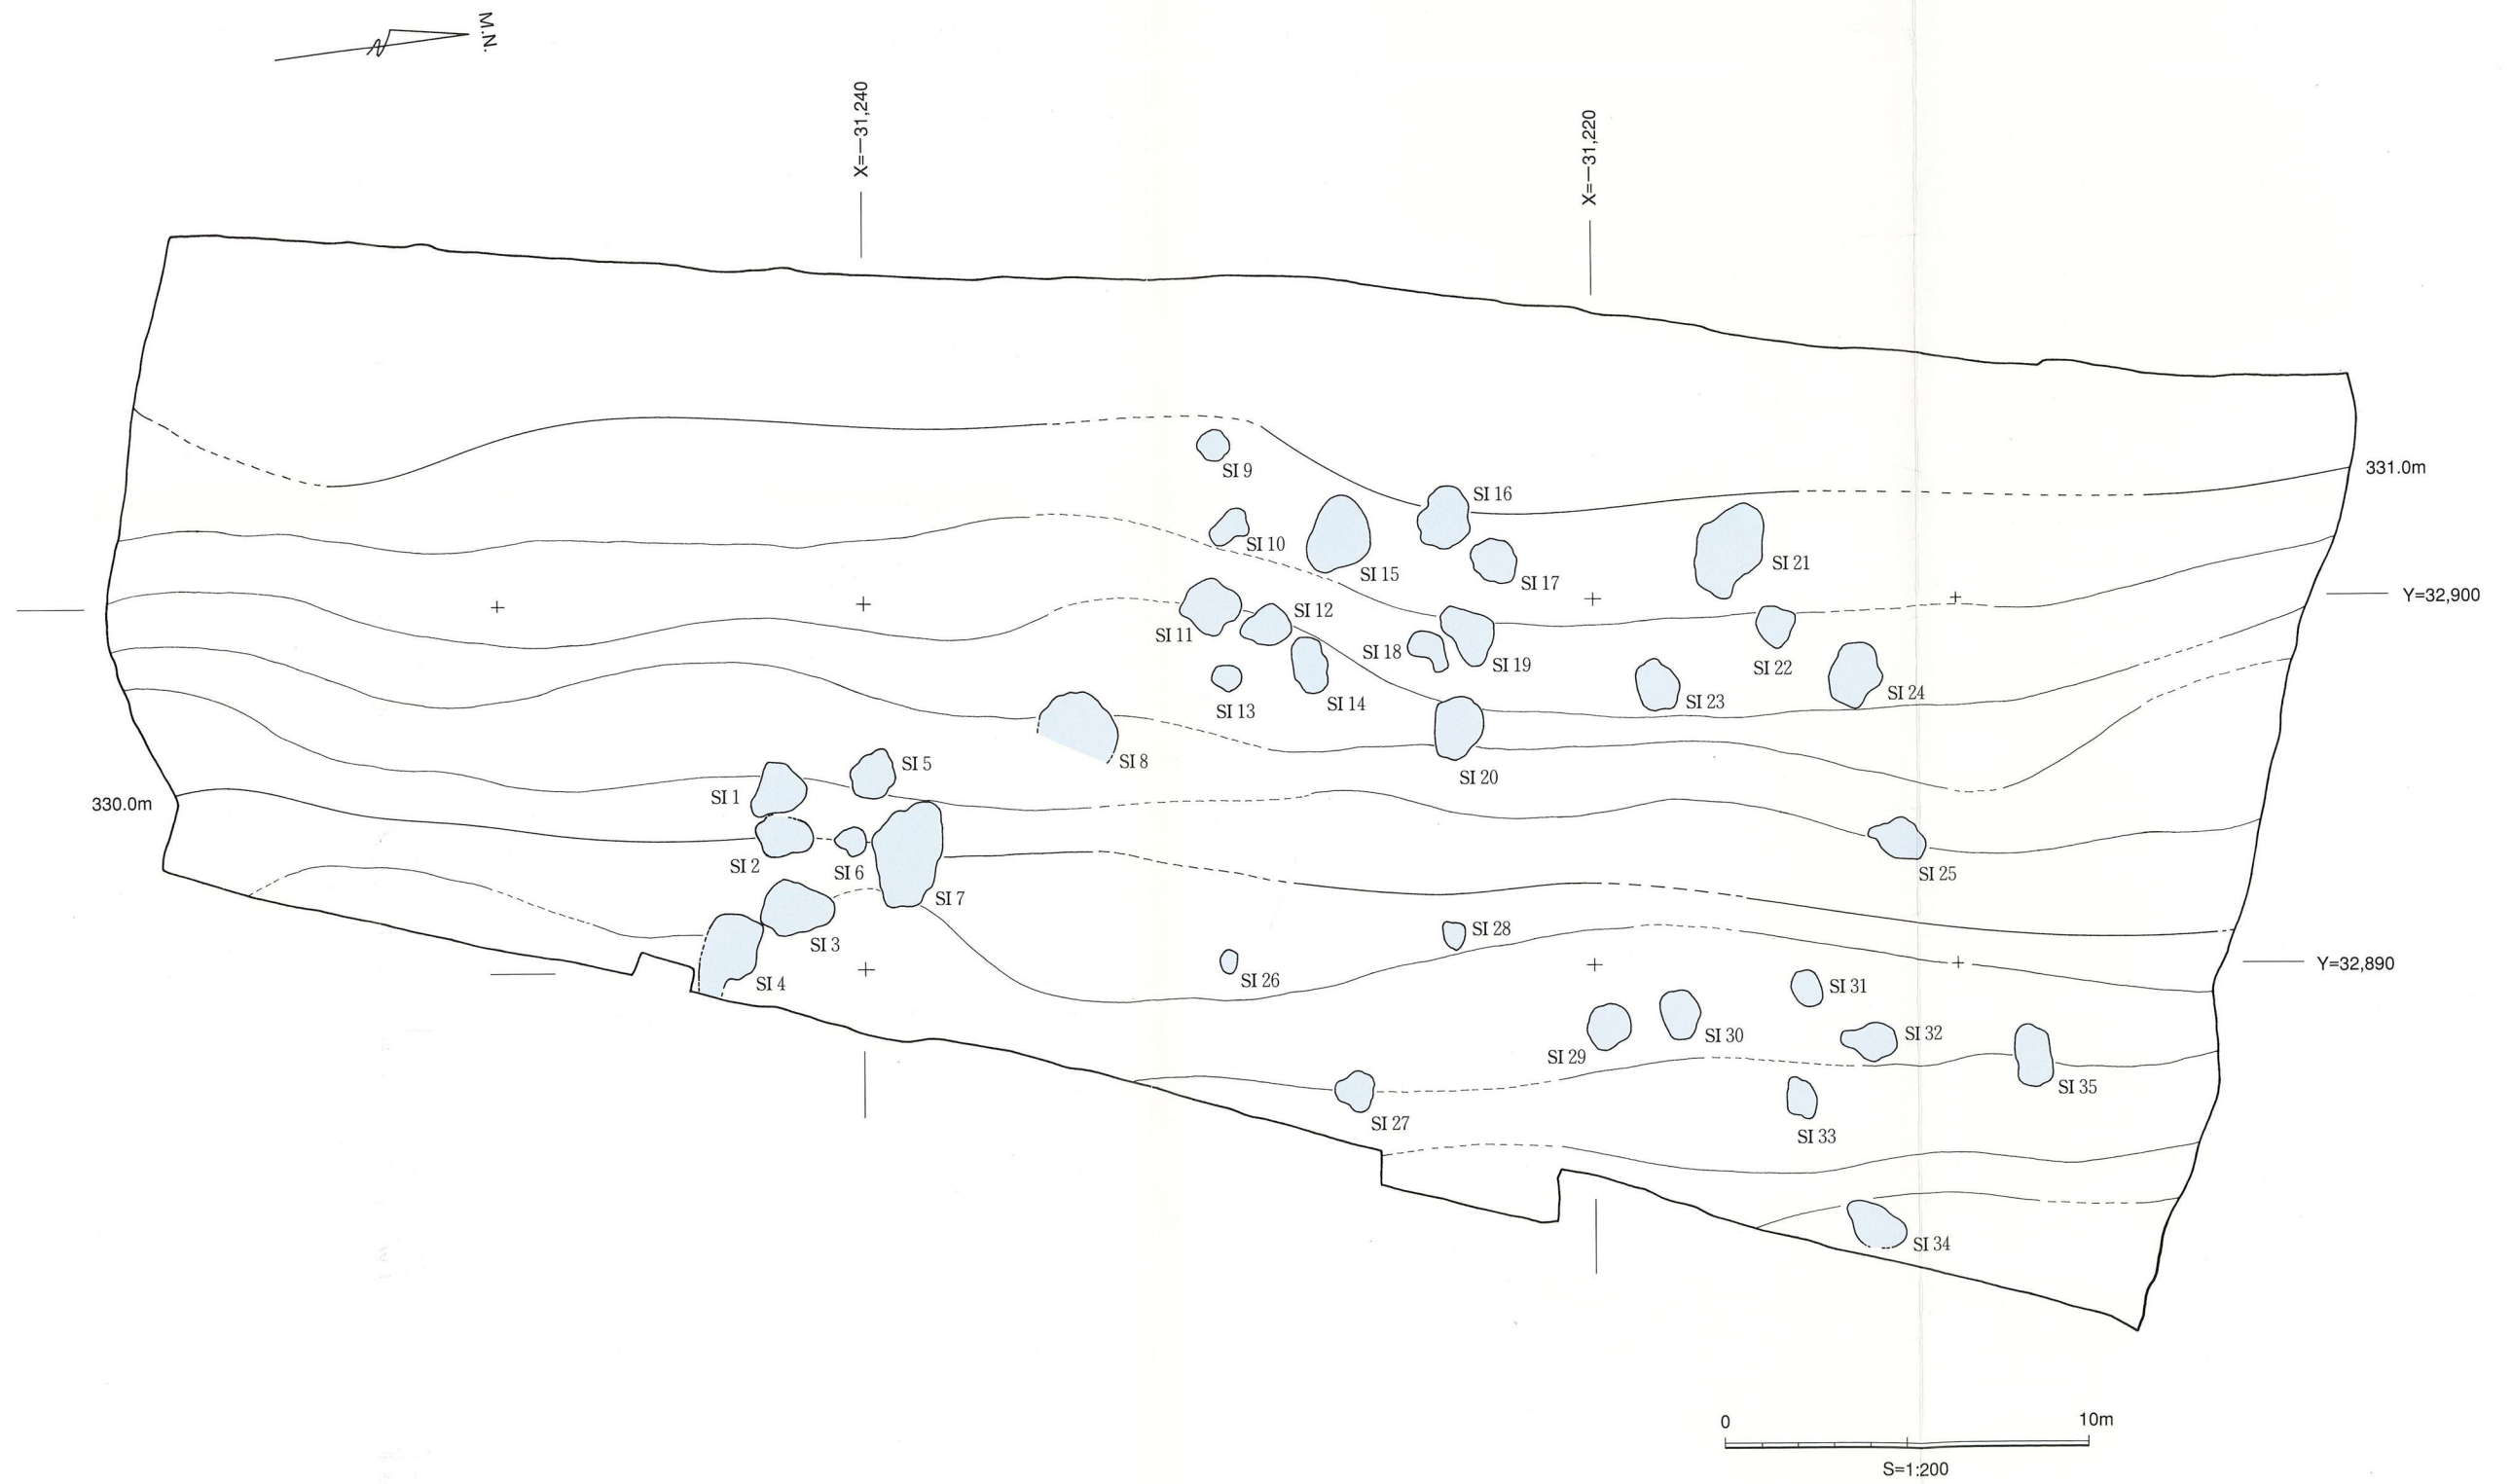 M.N.
X=−31,240
X=−31,220
331.0m
SI 9
SI 16
SI 10
SI 15
SI 17
SI 21
Y=32,900
SI 12
SI 11
SI 18
SI 19
SI 22
SI 24
SI 23
SI 14
SI 13
SI 8
SI 5
SI 20
SI 1
330.0m
SI 2
SI 6
SI 25
SI 7
SI 28
SI 3
Y=32,890
SI 26
SI 4
SI 31
SI 32
SI 30
SI 29
SI 35
SI 27
SI 33
SI 34
0
10m
S=1:200